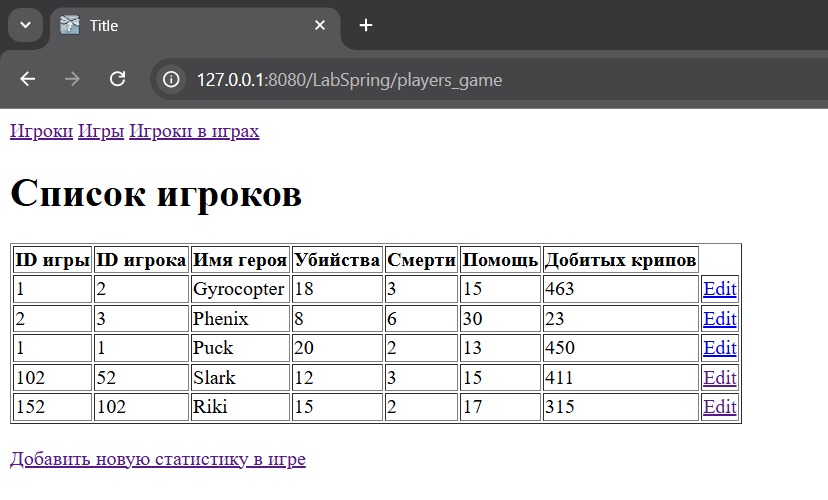 Title
127.0.0.1:8080/LabSpring/players_game
Игроки Игры Игроки в играх
Список игроков
ID игры ID игрока Имя героя Убийства Смерти Помощь Добитых крипов
1 2 Gyrocopter 18 3 15 463 Edit
2 3 Phenix 8 6 30 23 Edit
1 1 Puck 20 2 13 450 Edit
102 52 Slark 12 3 15 411 Edit
152 102 Riki 15 2 17 315 Edit
Добавить новую статистику в игре